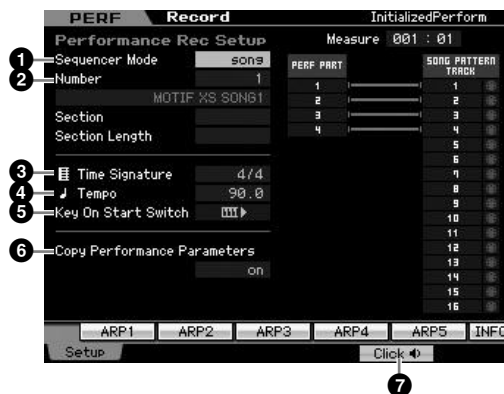 PERF Record InitializedPerform
Performance Rec Setup Measure 001 : 01
1 Sequencer Mode song
2 Number 1
MOTIF XS SONG1
Section
Section Length
3 Time Signature 4/4
4 Tempo 90.0
5 Key On Start Switch
6 Copy Performance Parameters
on
PERF PART
1
2
3
4
SONG PATTERN
TRACK
1
2
3
4
5
6
7
8
9
10
11
12
13
14
15
16
ARP1 ARP2 ARP3 ARP4 ARP5 INFO
Setup Click
7